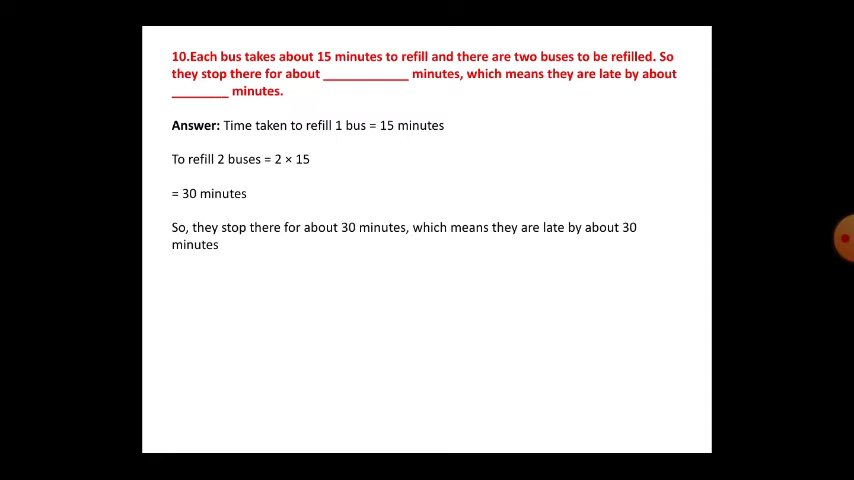 10.Each bus takes about 15 minutes to refill and there are two buses to be refilled. So
they stop there for about ____________ minutes, which means they are late by about
________ minutes.
Answer: Time taken to refill 1 bus = 15 minutes
To refill 2 buses = 2 × 15
= 30 minutes
So, they stop there for about 30 minutes, which means they are late by about 30
minutes